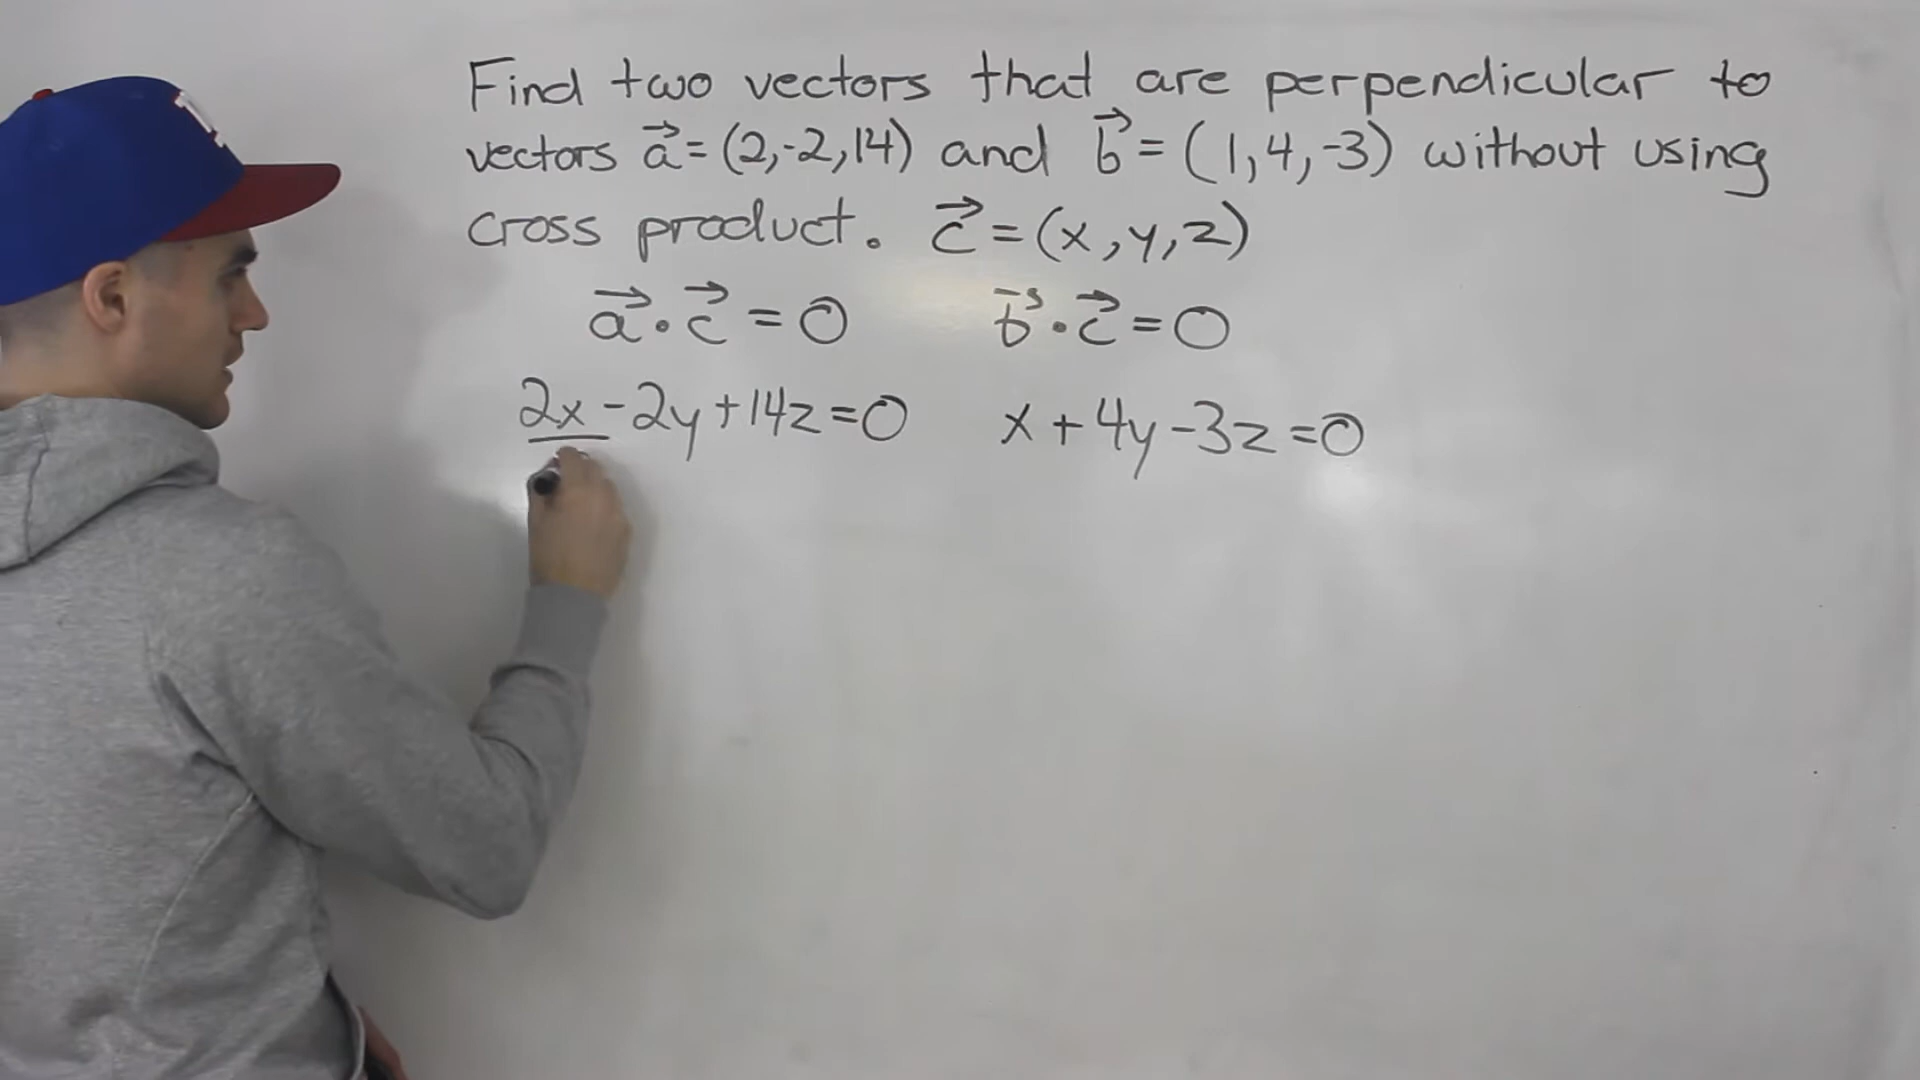 Find two vectors that are perpendicular to
vectors a⃗ = (2,-2,14) and b⃗ = (1,4,-3) without using
cross product. c⃗ = (x,y,z)
a⃗ · c⃗ = 0 b⃗ · c⃗ = 0
2x - 2y + 14z = 0 x + 4y - 3z = 0